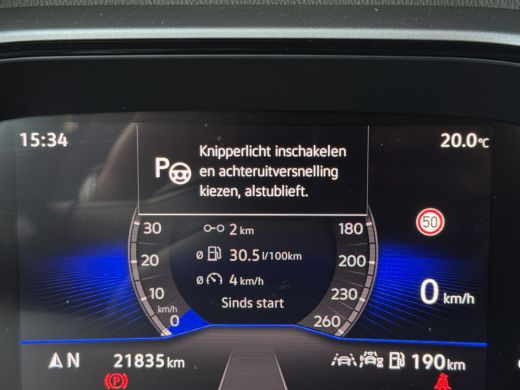 15:34
20.0°C
P
Knipperlicht inschakelen
en achteruitversnelling
kiezen, alstublieft.
30
20
10
km/h
0
2 km
ø 30.5 l/100km
ø 4 km/h
Sinds start
180
200
230
260
50
0 km/h
N
21835 km
190 km
(P)